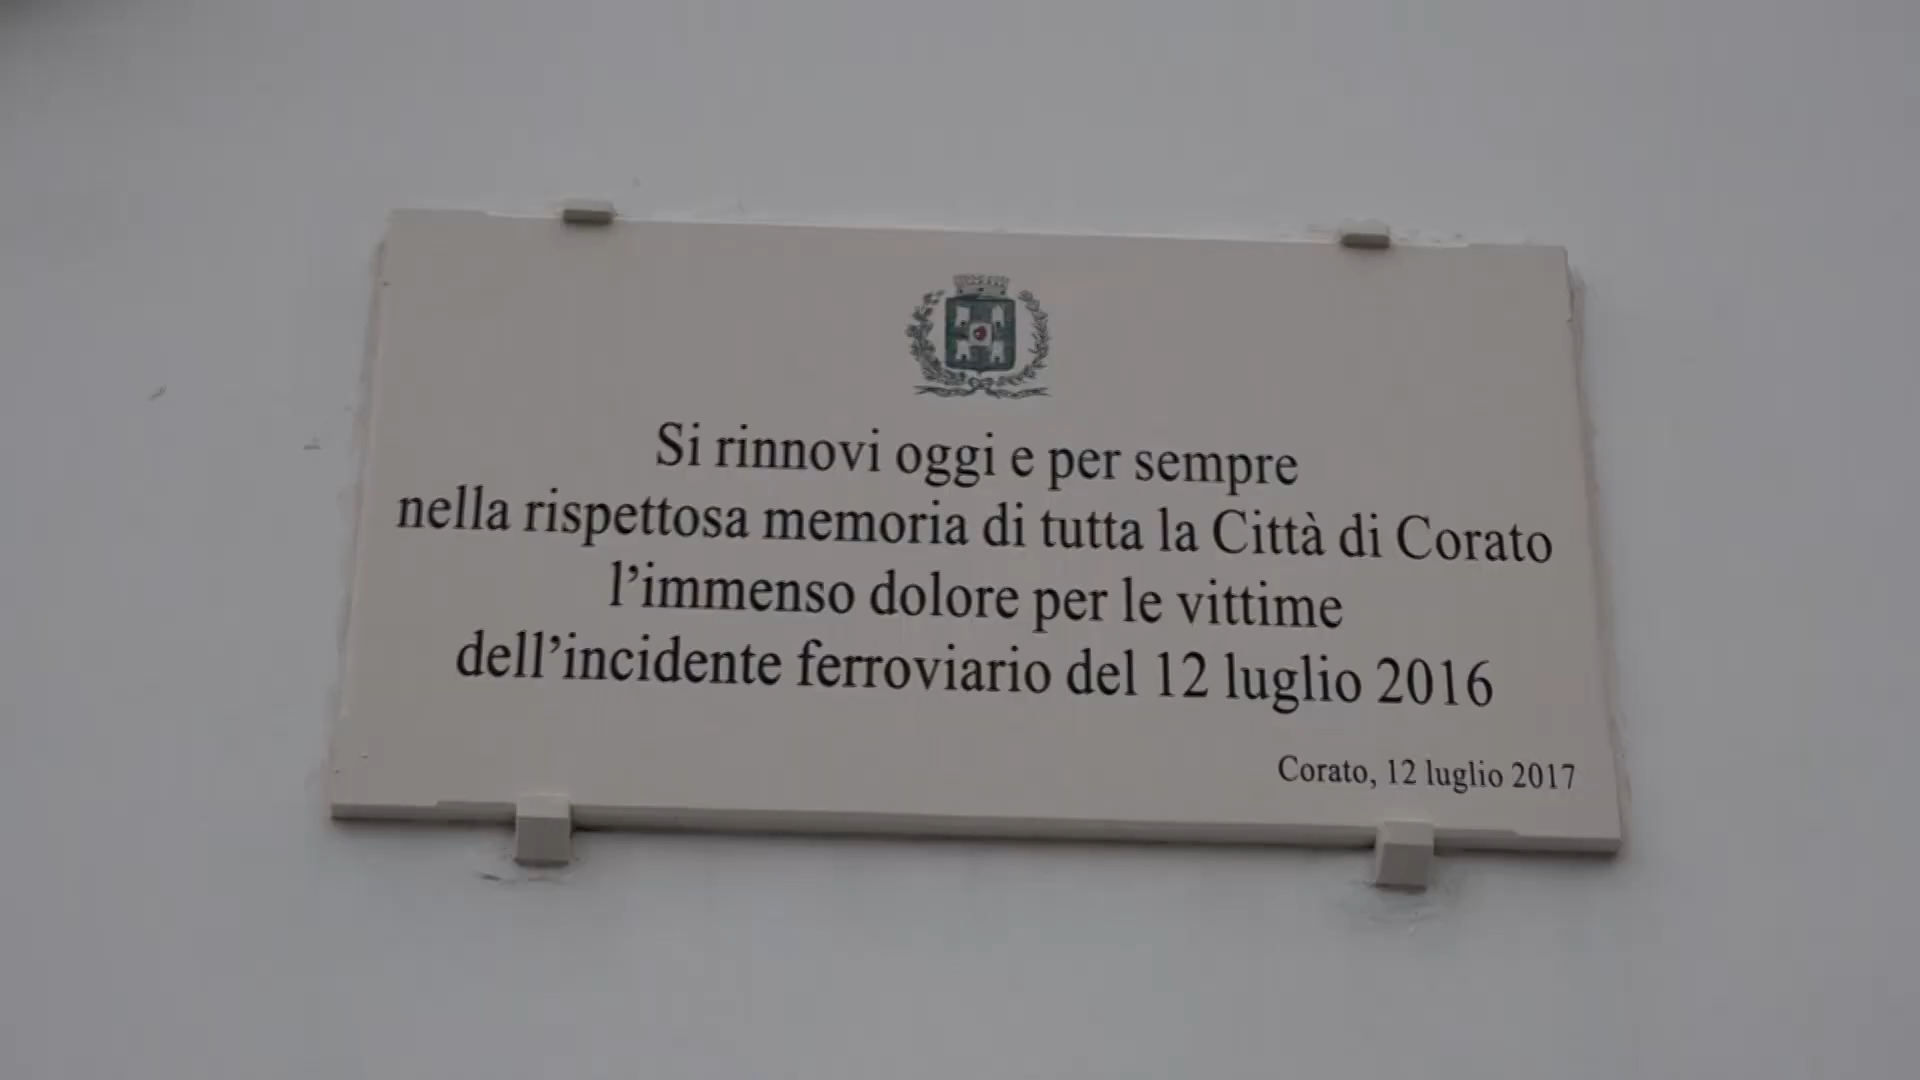 Si rinnovi oggi e per sempre
nella rispettosa memoria di tutta la Città di Corato
l’immenso dolore per le vittime
dell’incidente ferroviario del 12 luglio 2016
Corato, 12 luglio 2017